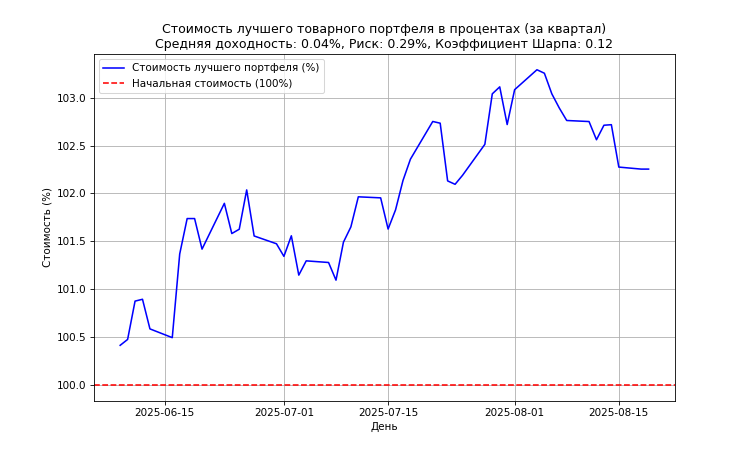 Стоимость лучшего товарного портфеля в процентах (за квартал)
Средняя доходность: 0.04%, Риск: 0.29%, Коэффициент Шарпа: 0.12
Стоимость лучшего портфеля (%)
Начальная стоимость (100%)
Стоимость (%)
103.0
102.5
102.0
101.5
101.0
100.5
100.0
2025-06-15
2025-07-01
2025-07-15
2025-08-01
2025-08-15
День